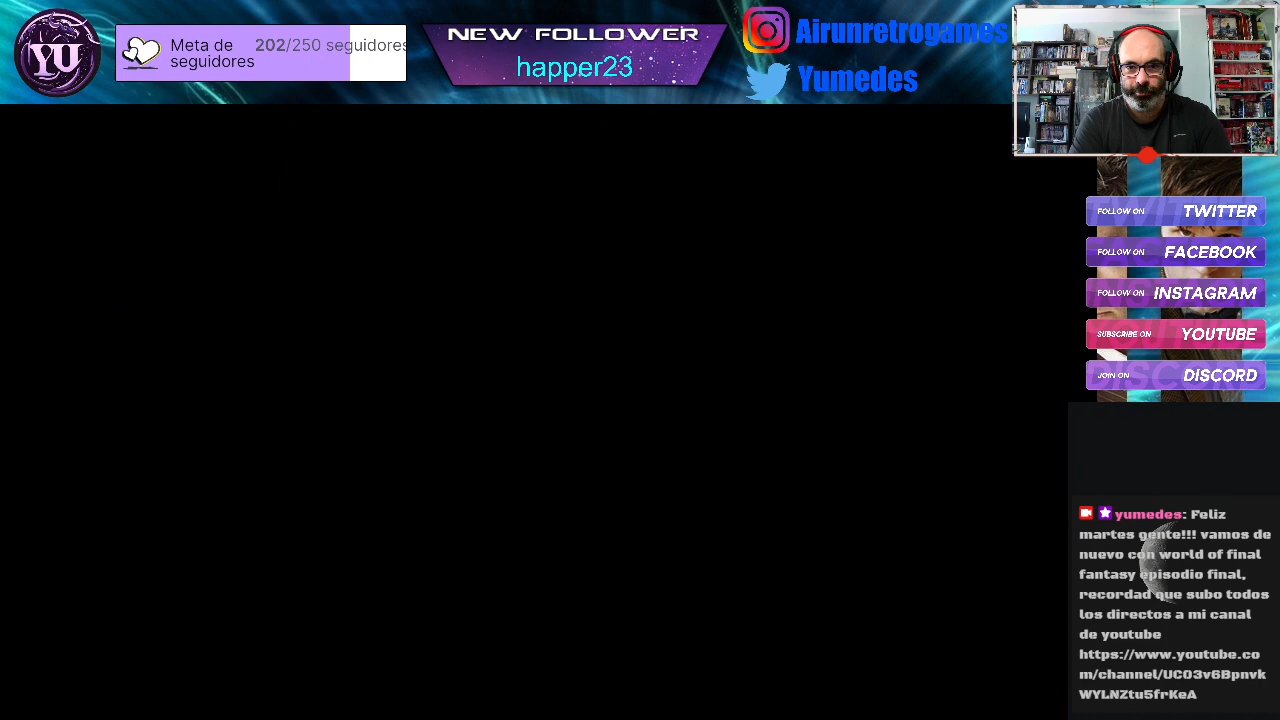 YU
Meta de
seguidores
202/250 seguidores
NEW FOLLOWER
happer23
Airunretrogames
Yumedes
FOLLOW ON TWITTER
FOLLOW ON FACEBOOK
FOLLOW ON INSTAGRAM
SUBSCRIBE ON YOUTUBE
JOIN ON DISCORD
yumedes: Feliz
martes gente!!! vamos de
nuevo con world of final
fantasy episodio final,
recordad que subo todos
los directos a mi canal
de youtube
https://www.youtube.co
m/channel/UC03v6Bpnvk
WYLNZtu5frKeA